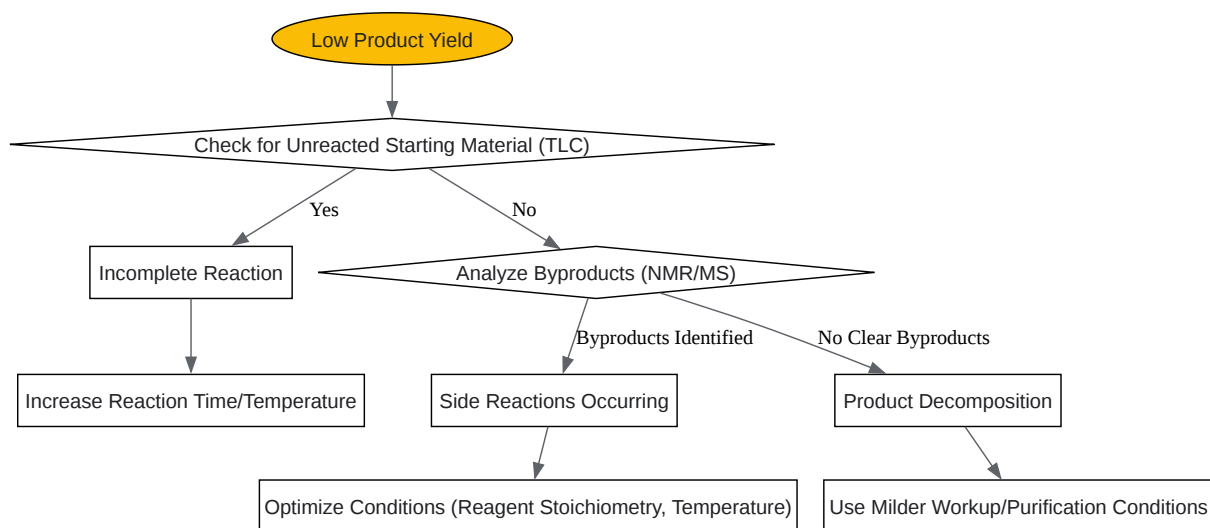 Low Product Yield
Check for Unreacted Starting Material (TLC)
Yes
No
Incomplete Reaction
Analyze Byproducts (NMR/MS)
Byproducts Identified
No Clear Byproducts
Increase Reaction Time/Temperature
Side Reactions Occurring
Product Decomposition
Optimize Conditions (Reagent Stoichiometry, Temperature)
Use Milder Workup/Purification Conditions